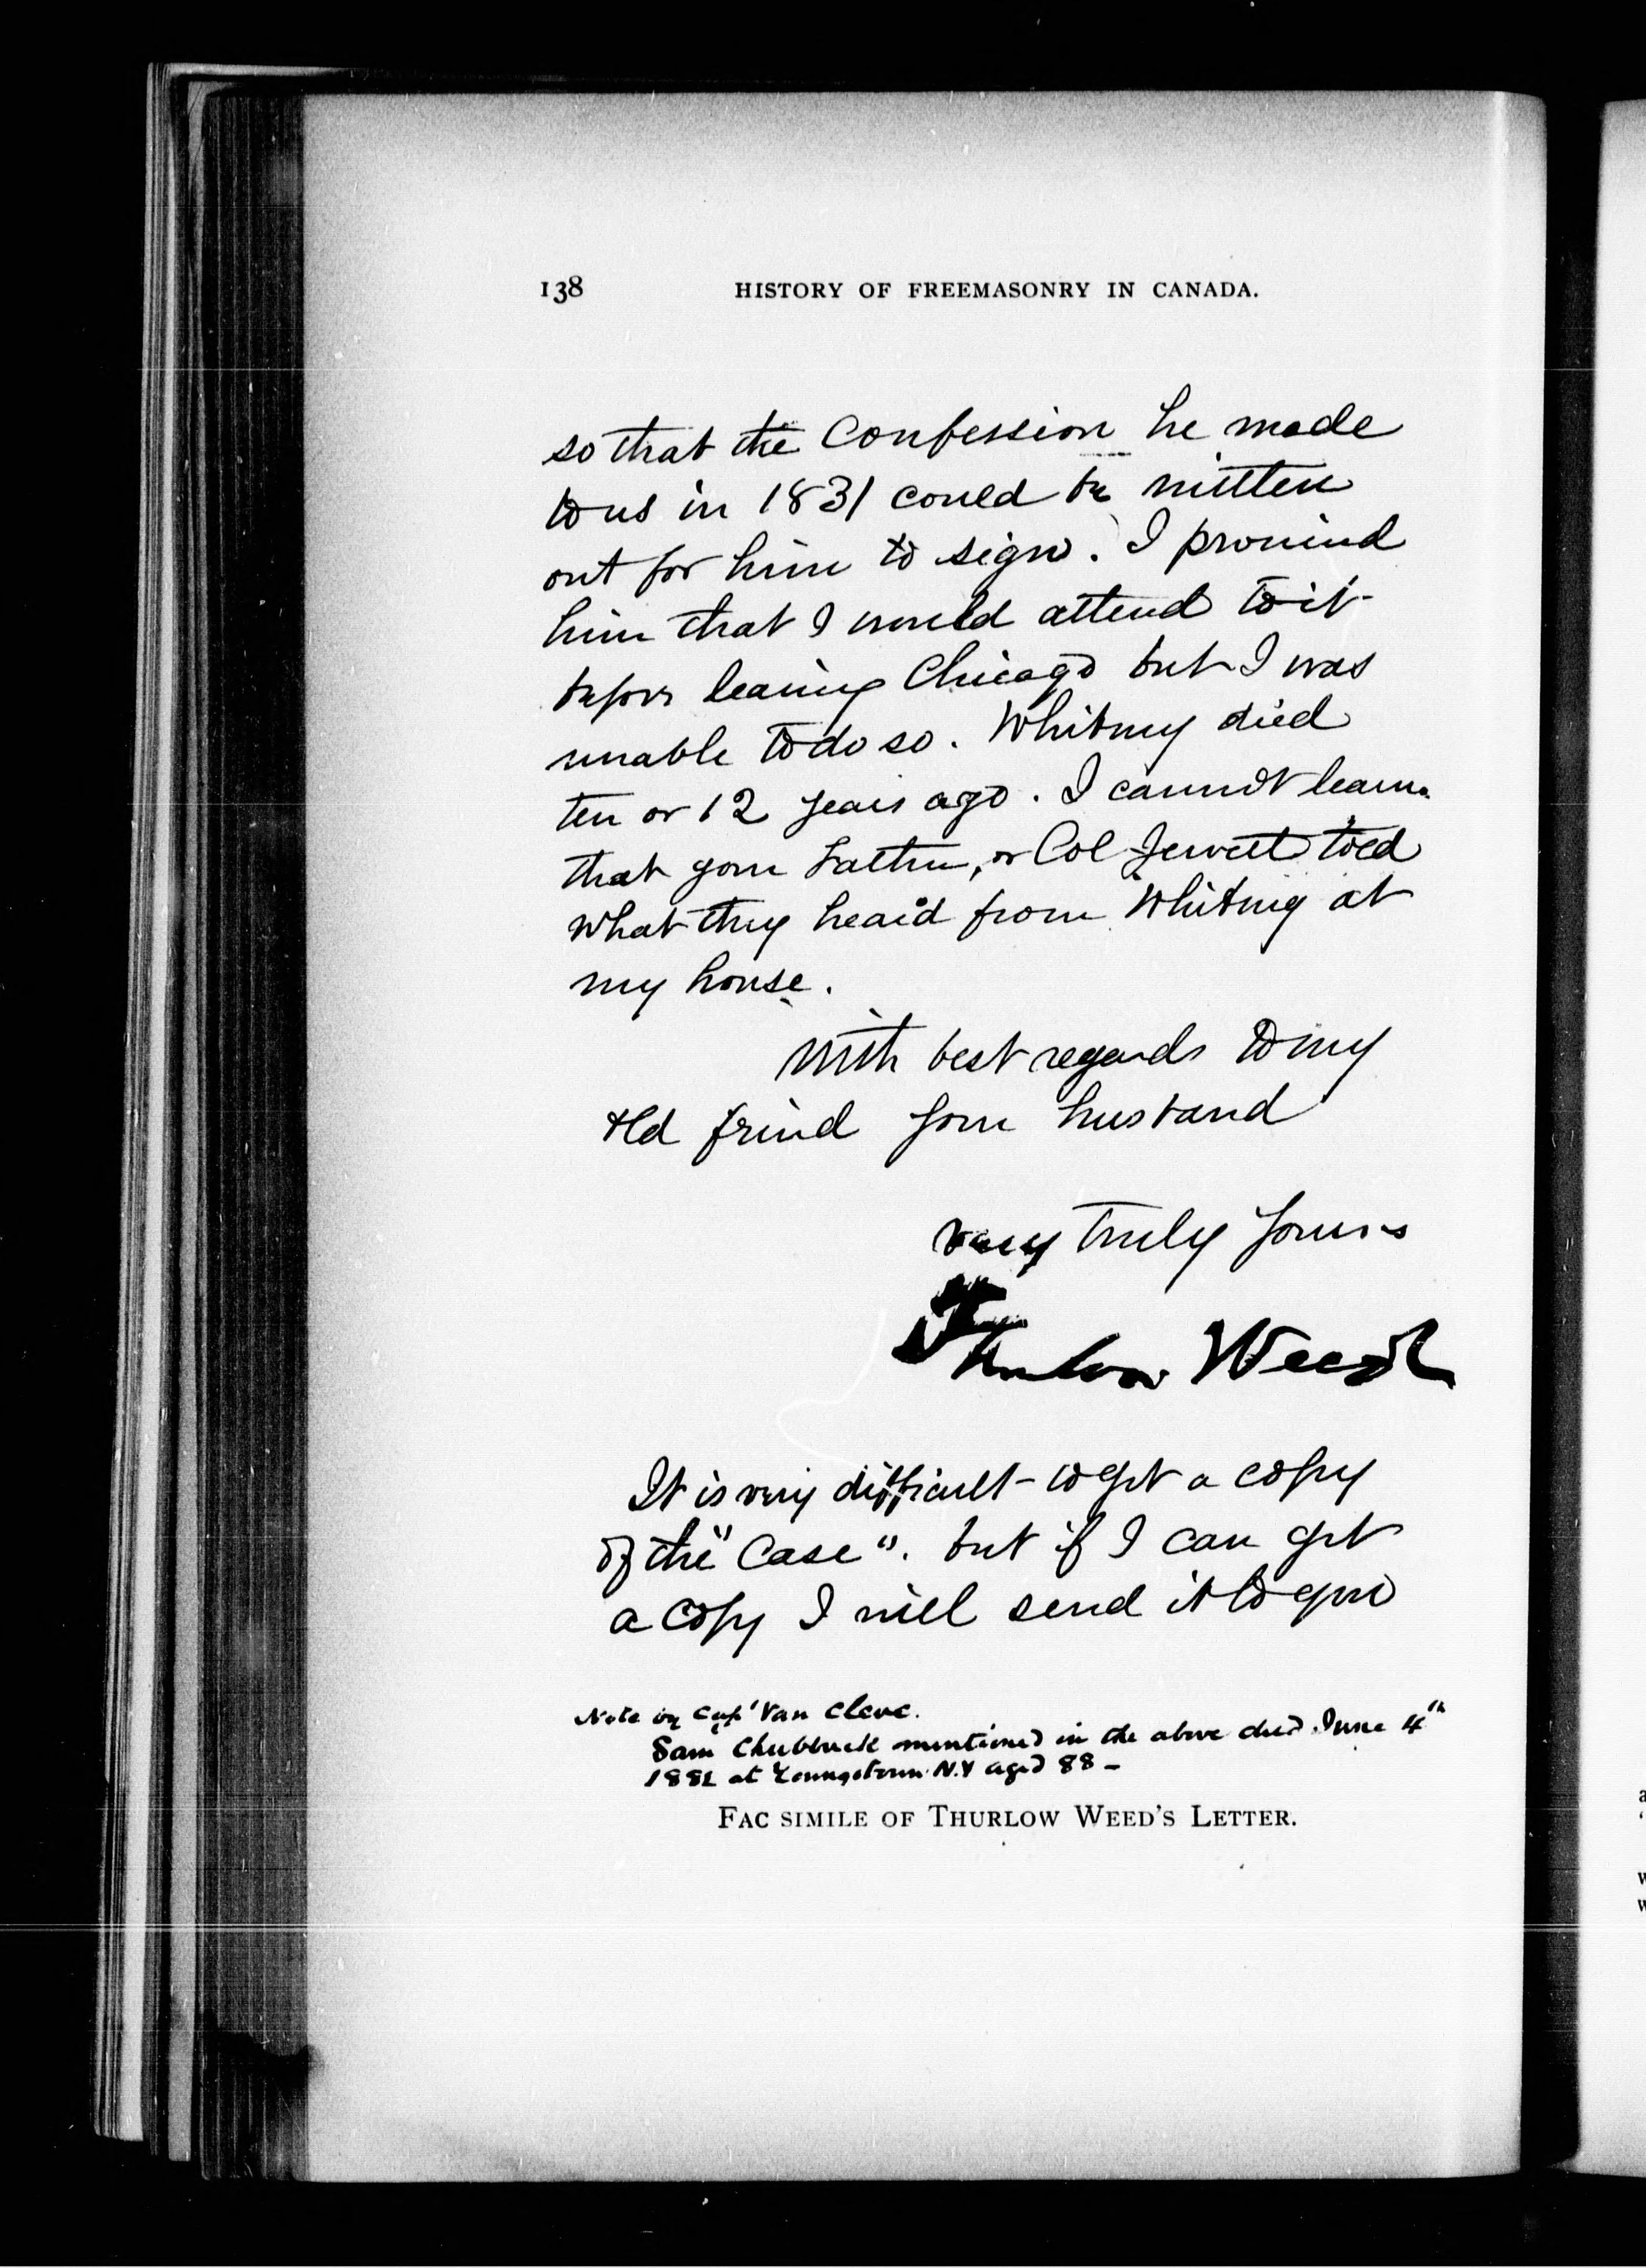 138 HISTORY OF FREEMASONRY IN CANADA.
so that the Confession he made
to us in 1831 could be written
out for him to sign. I promised
him that I would attend to it
before leaving Chicago but I was
unable to do so. Whitney died
ten or 12 years ago. I cannot learn
that your Father, or Col Jewett told
what they heard from Whitney at
my house.
With best regards to my
old friend your husband
very truly yours
Thurlow Weed
It is very difficult to get a copy
of the "Case". but if I can get
a copy I will send it to you
Note by Capt Van Cleve.
Sam Chubbuck mentioned in the above died June 4th
at Youngstown N.Y aged 88 –
FAC SIMILE OF THURLOW WEED'S LETTER.